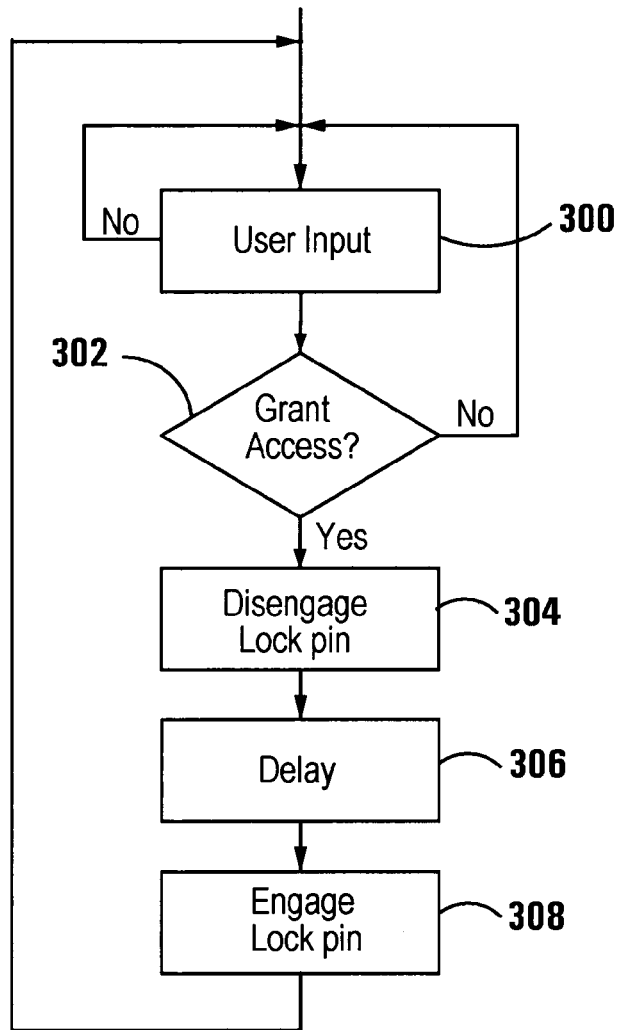 No
User Input
300
302
Grant
Access?
No
Yes
Disengage
Lock pin
304
Delay
306
Engage
Lock pin
308